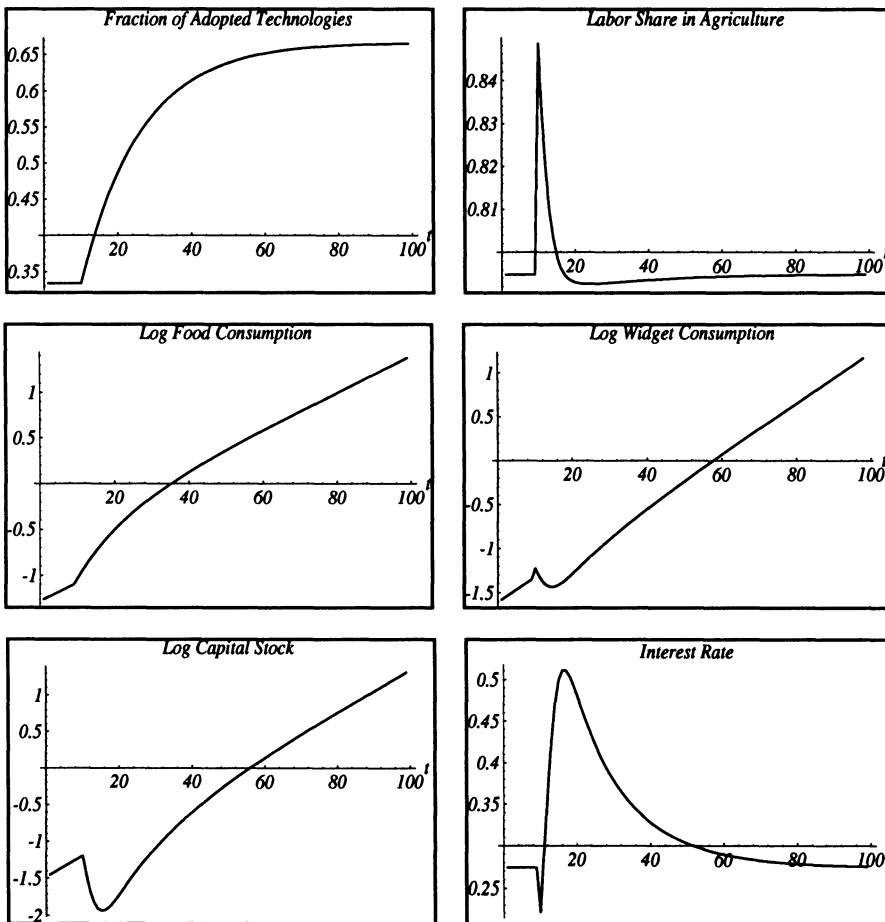 Fraction of Adopted Technologies
0.65
0.6
0.55
0.5
0.45
0.35
20 40 60 80 100 t
Labor Share in Agriculture
0.84
0.83
0.82
0.81
20 40 60 80 100 t
Log Food Consumption
1
0.5
-0.5
-1
20 40 60 80 100 t
Log Widget Consumption
1
0.5
-0.5
-1
-1.5
20 40 60 80 100 t
Log Capital Stock
1
0.5
-0.5
-1
-1.5
-2
20 40 60 80 100 t
Interest Rate
0.5
0.45
0.4
0.35
0.25
20 40 60 80 100 t